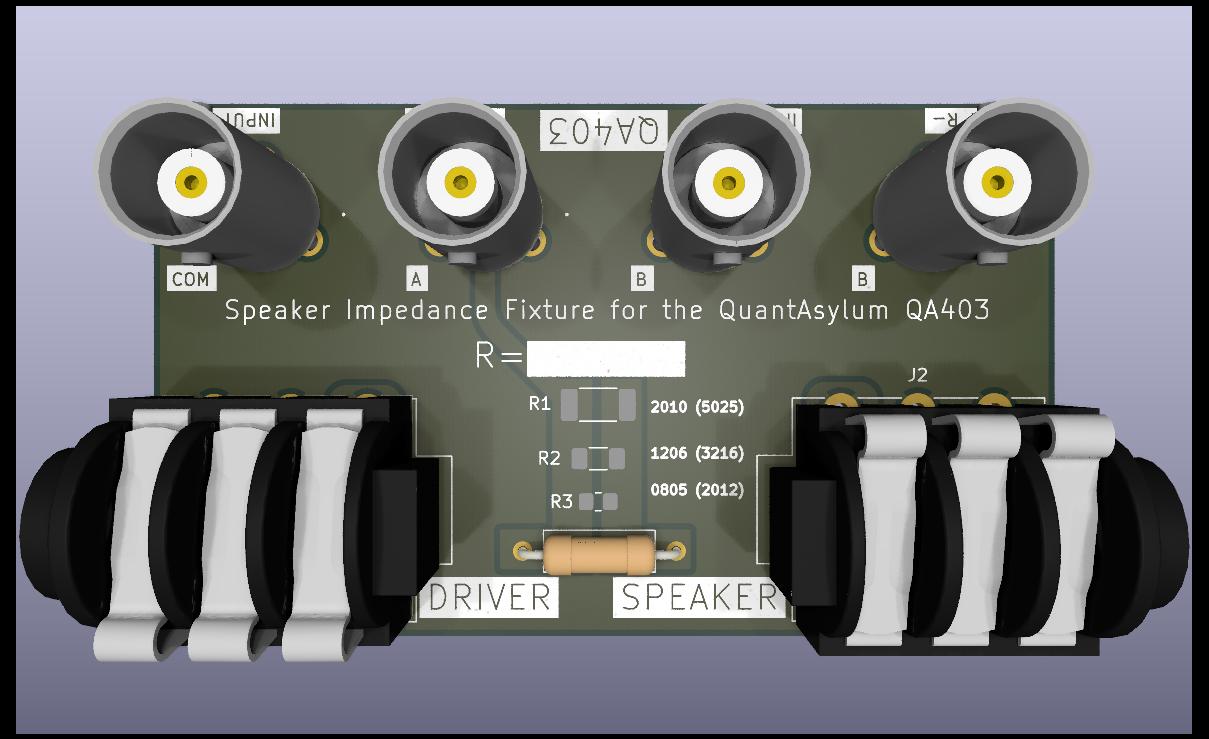 INPUT
QA403
R-
COM
A
B
B
Speaker Impedance Fixture for the QuantAsylum QA403
R=
J2
R1
2010 (5025)
R2
1206 (3216)
R3
0805 (2012)
DRIVER
SPEAKER